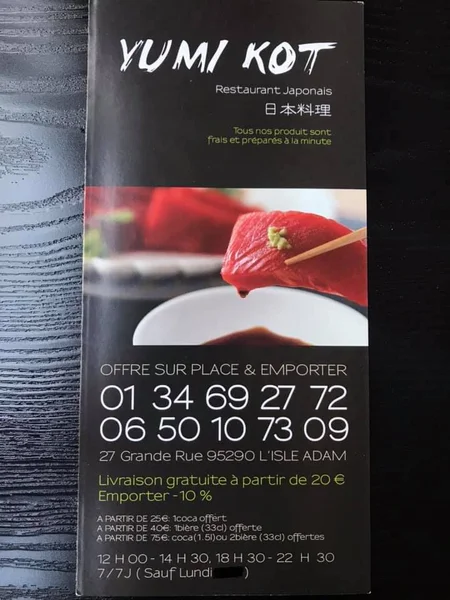 YUMI KOT
Restaurant Japonais
日本料理
Tous nos produit sont
frais et préparés à la minute
OFFRE SUR PLACE & EMPORTER
01 34 69 27 72
06 50 10 73 09
27 Grande Rue 95290 L'ISLE ADAM
Livraison gratuite à partir de 20 €
Emporter -10 %
A PARTIR DE 25€: 1coca offert
A PARTIR DE 40€: 1bière (33cl) offerte
A PARTIR DE 75€: coca(1.5l)ou 2bière (33cl) offertes
12 H 00 - 14 H 30, 18 H 30 - 22 H 30
7/7J ( Sauf Lundi )